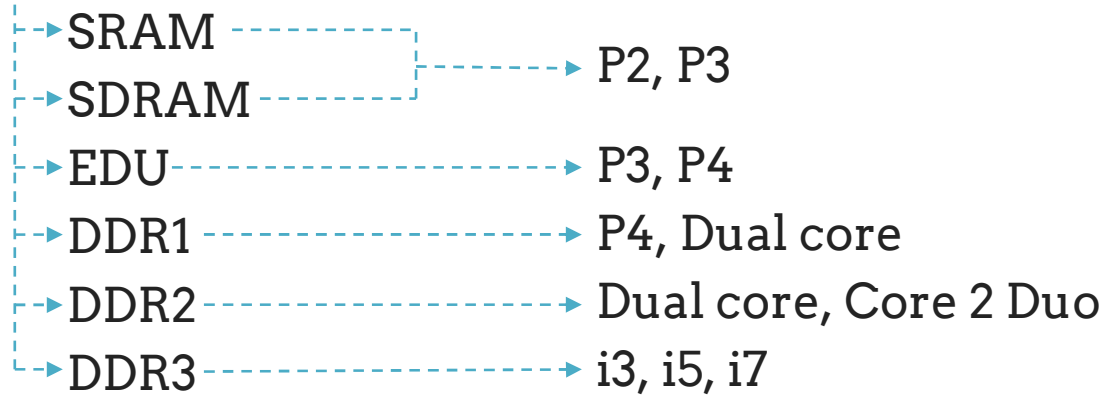 SRAM
P2, P3
SDRAM
EDU P3, P4
DDR1 P4, Dual core
DDR2 Dual core, Core 2 Duo
DDR3 i3, i5, i7